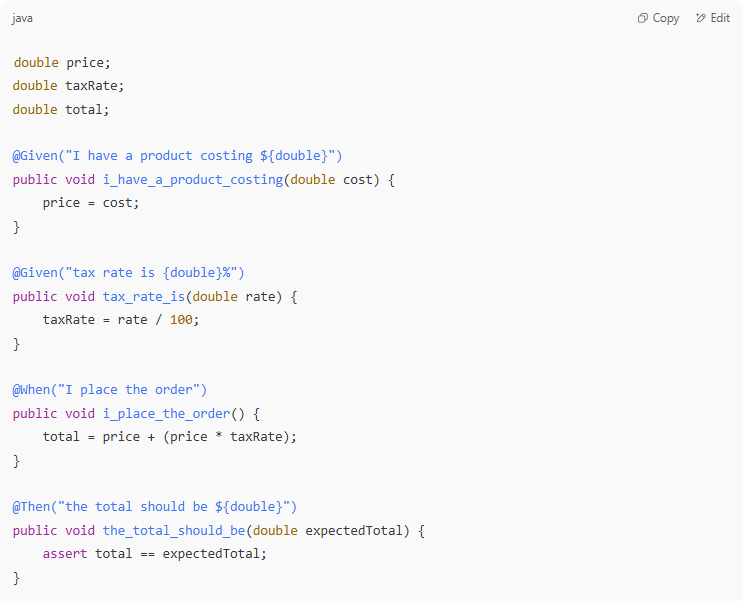 java
Copy
Edit
double price;
double taxRate;
double total;
@Given("I have a product costing ${double}")
public void i_have_a_product_costing(double cost) {
    price = cost;
}
@Given("tax rate is {double}%")
public void tax_rate_is(double rate) {
    taxRate = rate / 100;
}
@When("I place the order")
public void i_place_the_order() {
    total = price + (price * taxRate);
}
@Then("the total should be ${double}")
public void the_total_should_be(double expectedTotal) {
    assert total == expectedTotal;
}